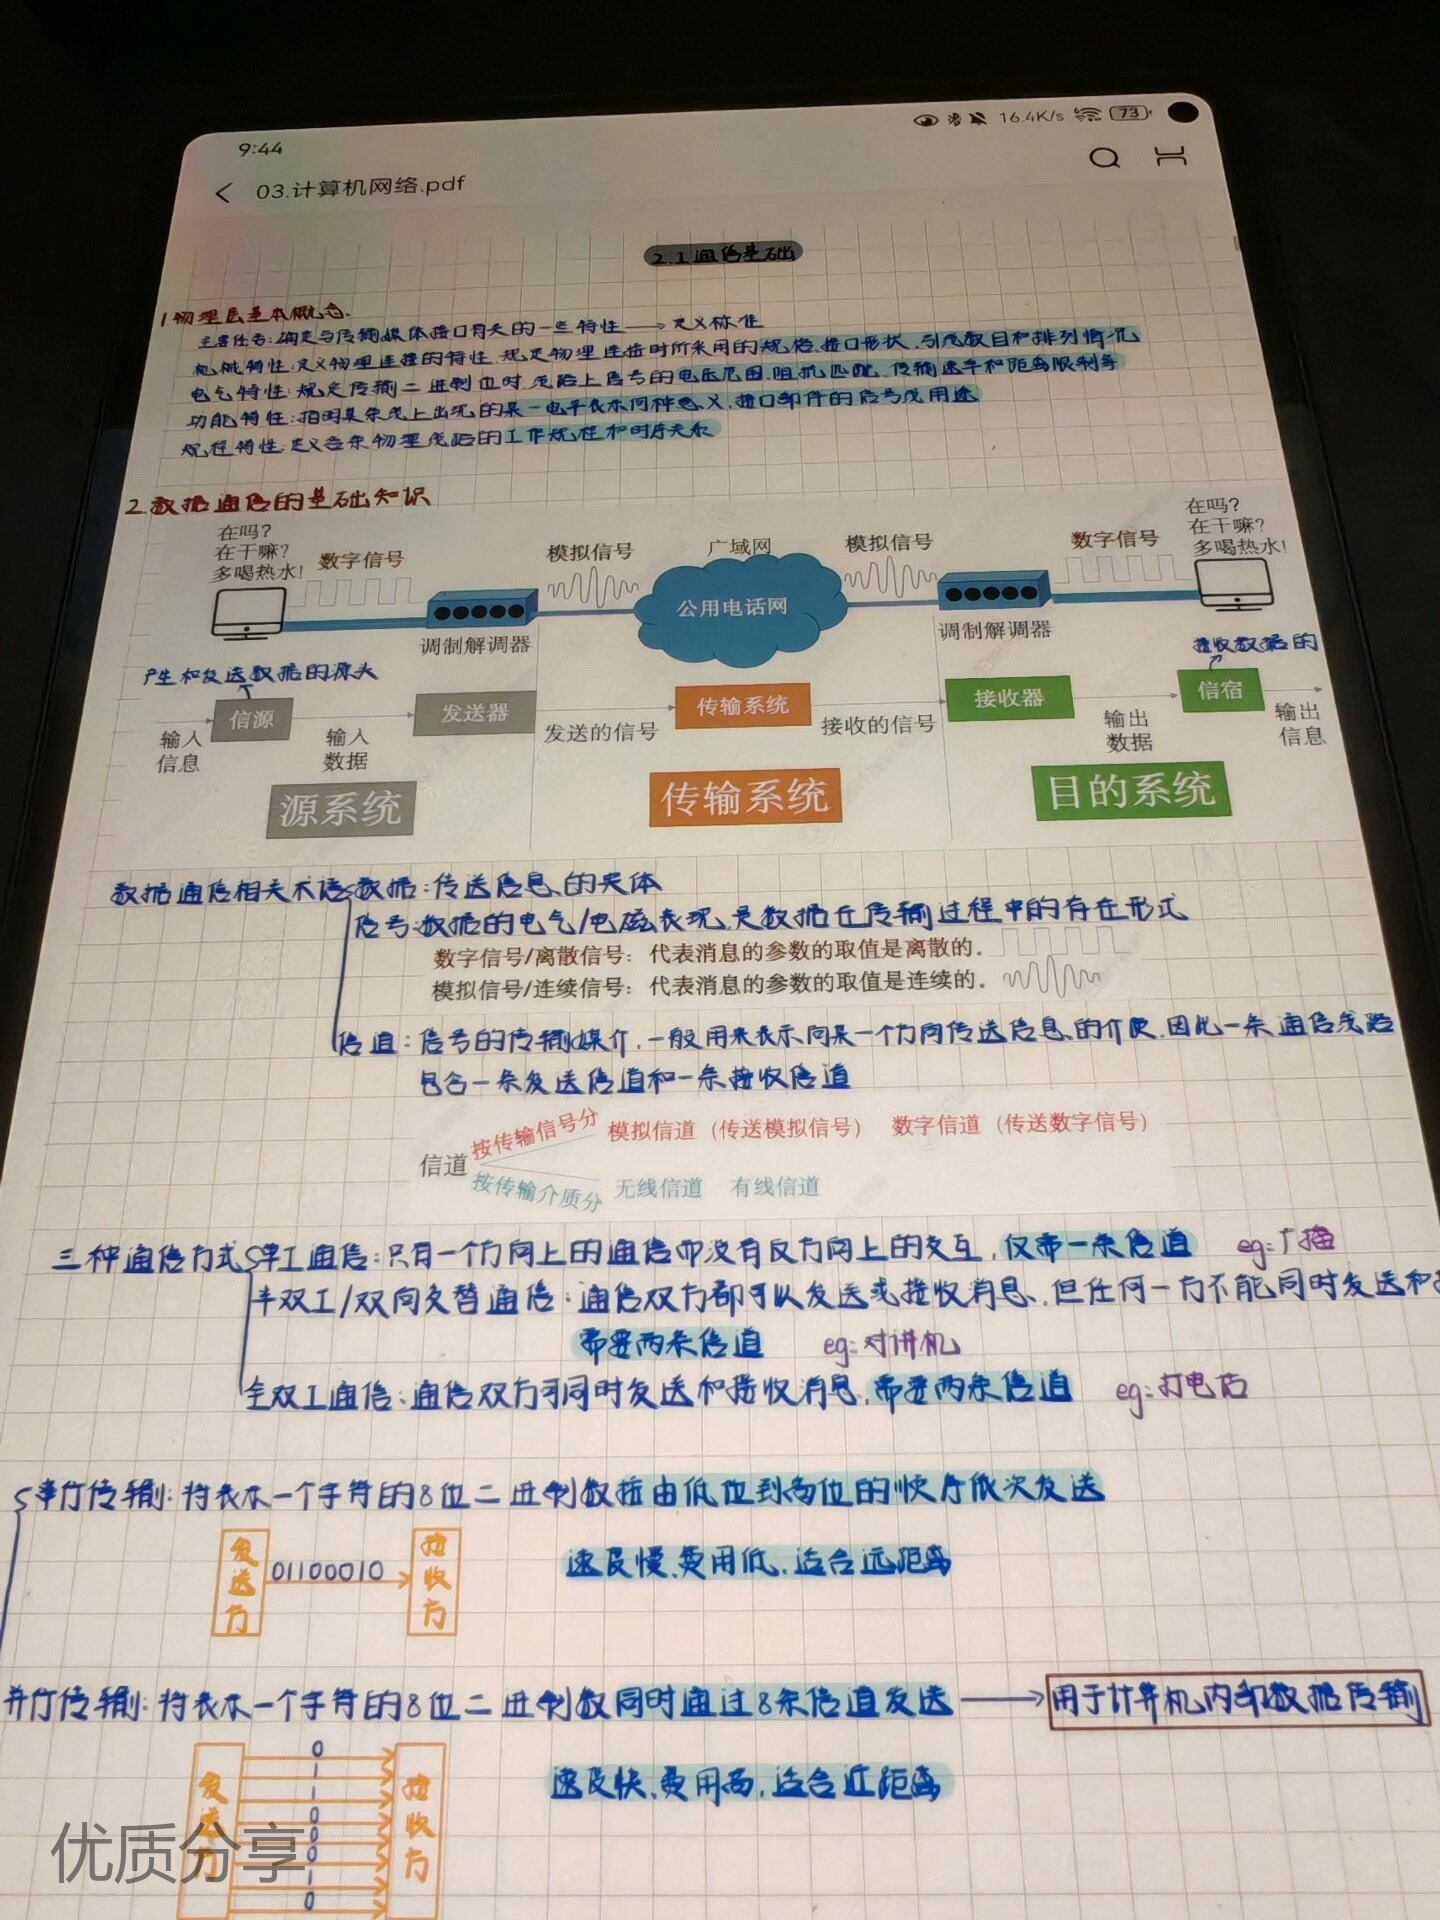 9:44
16.4K/s 73
03.计算机网络.pdf
2.1通信基础
1.物理层基本概念.
主要任务:确定与传输媒体接口有关的一些特性→定义标准
机械特性:定义物理连接的特性,规定物理连接时所采用的规格,接口形状,引线数目和排列情况
电气特性:规定传输二进制位时,线路上信号的电压范围,阻抗匹配,传输速率和距离限制等
功能特性:指明某条线上出现的某一电平表示何种意义,接口部件的信号线用途
规程特性:定义各条物理线路的工作规程和时序关系
2.数据通信的基础知识
在吗?
在干嘛?
多喝热水!
数字信号
模拟信号
广域网
模拟信号
数字信号
在吗?
在干嘛?
多喝热水!
公用电话网
调制解调器
调制解调器
产生和发送数据的源头
接收数据的
信源
发送器
传输系统
接收器
信宿
输入
信息
输入
数据
发送的信号
接收的信号
输出
数据
输出
信息
源系统
传输系统
目的系统
数据通信相关术语 数据:传送信息的实体
信号:数据的电气/电磁表现,是数据在传输过程中的存在形式
数字信号/离散信号：代表消息的参数的取值是离散的。
模拟信号/连续信号：代表消息的参数的取值是连续的。
信道:信号的传输媒介,一般用来表示向某一个方向传送信息的介质,因此一条通信线路
包含一条发送信道和一条接收信道
按传输信号分 模拟信道（传送模拟信号） 数字信道（传送数字信号）
信道
按传输介质分 无线信道 有线信道
三种通信方式 单工通信:只有一个方向上的通信而没有反方向上的交互,仅需一条信道 eg:广播
半双工/双向交替通信:通信双方都可以发送或接收消息,但任何一方不能同时发送和接
需要两条信道 eg:对讲机
全双工通信:通信双方可同时发送和接收消息,需要两条信道 eg:打电话
串行传输:将表示一个字符的8位二进制数按由低位到高位的顺序依次发送
发送方 01100010 接收方
速度慢,费用低,适合远距离
并行传输:将表示一个字符的8位二进制数同时通过8条信道发送→用于计算机内部数据传输
发送方
0
1
1
0
0
0
1
0
接收方
速度快,费用高,适合近距离
优质分享